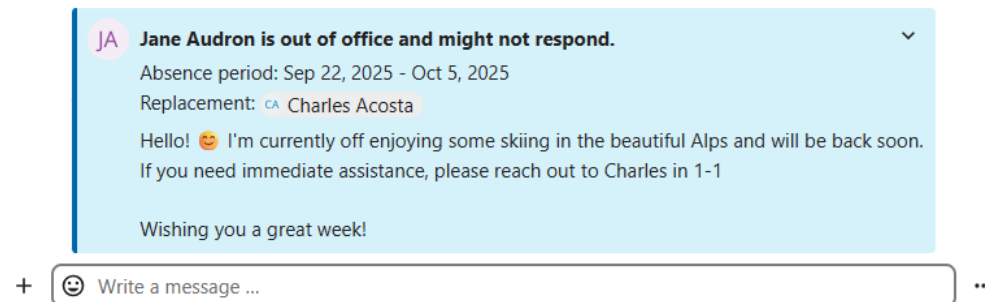 JA Jane Audron is out of office and might not respond.
Absence period: Sep 22, 2025 - Oct 5, 2025
Replacement: CA Charles Acosta
Hello! 😊 I'm currently off enjoying some skiing in the beautiful Alps and will be back soon.
If you need immediate assistance, please reach out to Charles in 1-1
Wishing you a great week!
Write a message ...